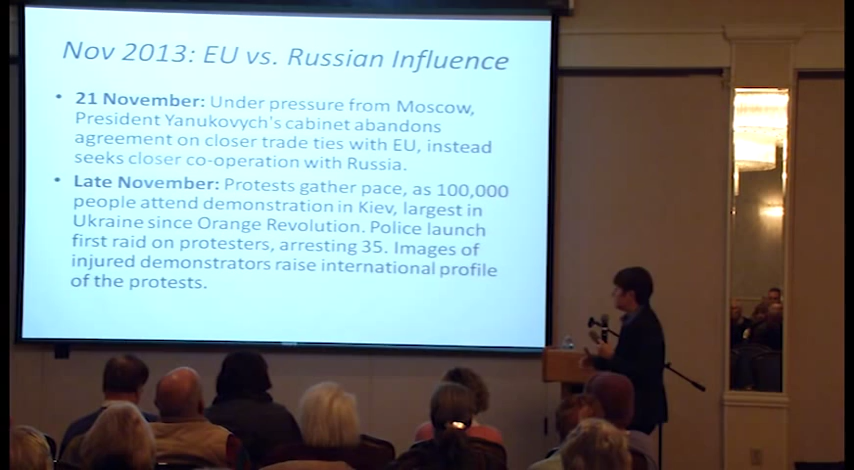 Nov 2013: EU vs. Russian Influence
• 21 November: Under pressure from Moscow,
President Yanukovych's cabinet abandons
agreement on closer trade ties with EU, instead
seeks closer co-operation with Russia.
• Late November: Protests gather pace, as 100,000
people attend demonstration in Kiev, largest in
Ukraine since Orange Revolution. Police launch
first raid on protesters, arresting 35. Images of
injured demonstrators raise international profile
of the protests.